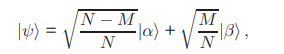 |ψ⟩ = √((N − M)/N) |α⟩ + √(M/N) |β⟩ ,